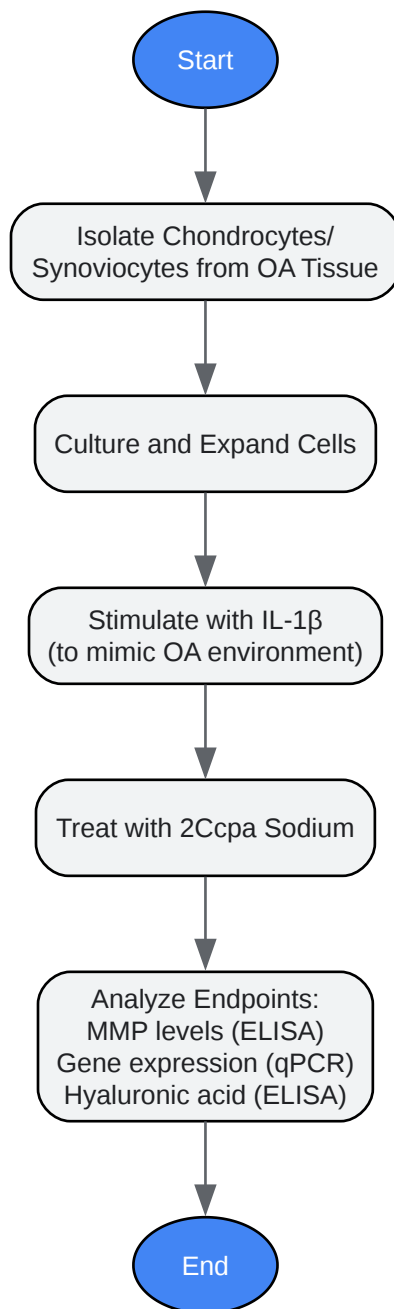 Start
Isolate Chondrocytes/
Synoviocytes from OA Tissue
Culture and Expand Cells
Stimulate with IL-1β
(to mimic OA environment)
Treat with 2Ccpa Sodium
Analyze Endpoints:
MMP levels (ELISA)
Gene expression (qPCR)
Hyaluronic acid (ELISA)
End